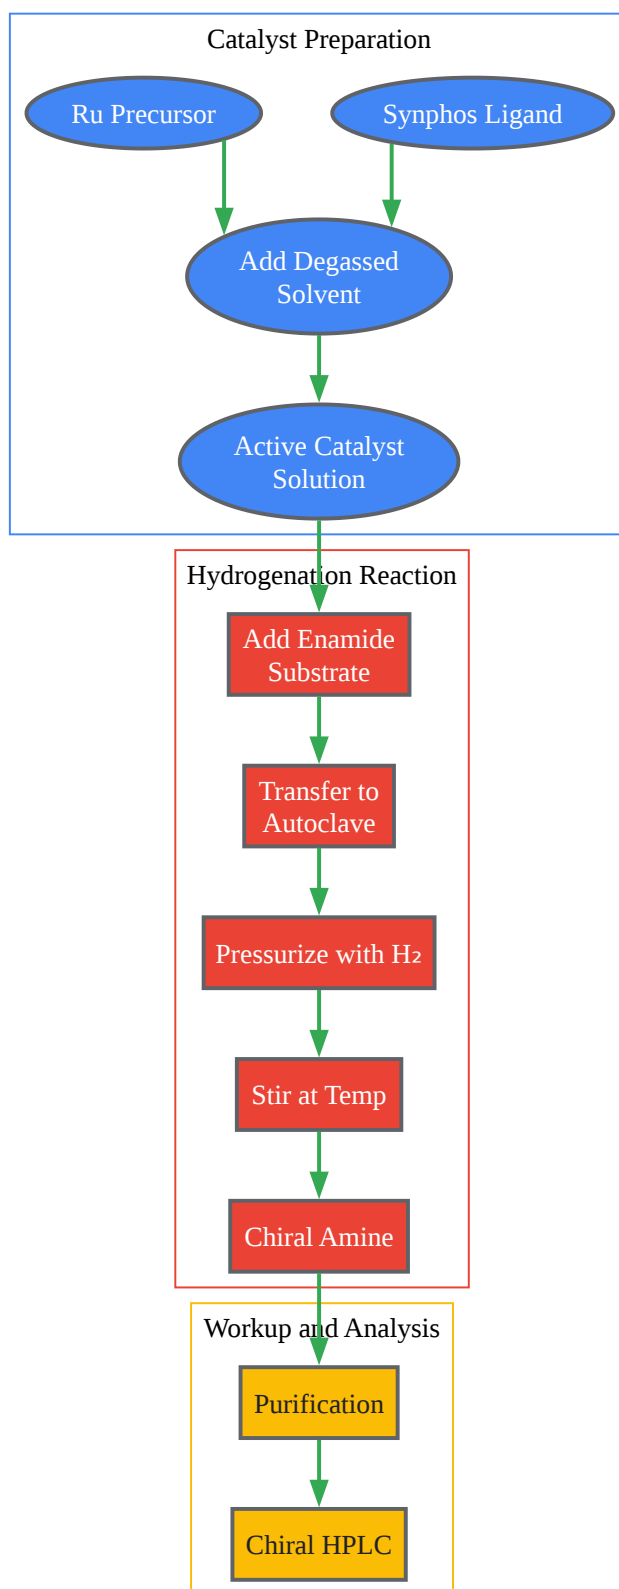 Catalyst Preparation
Ru Precursor
Synphos Ligand
Add Degassed
Solvent
Active Catalyst
Solution
Hydrogenation Reaction
Add Enamide
Substrate
Transfer to
Autoclave
Pressurize with H₂
Stir at Temp
Chiral Amine
Workup and Analysis
Purification
Chiral HPLC